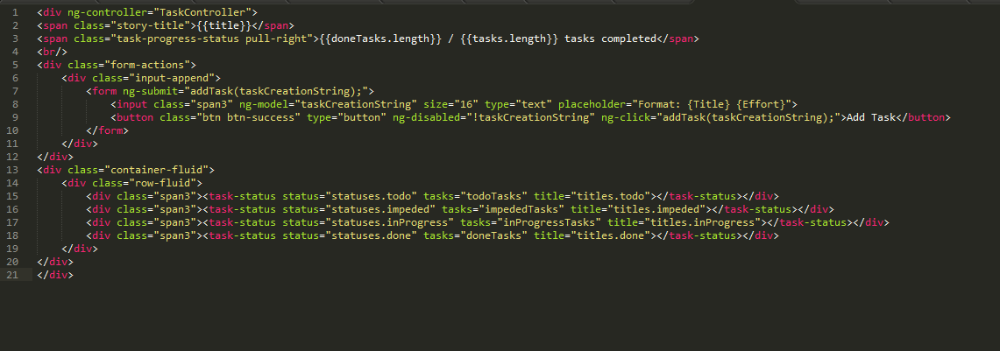 1 <div ng-controller="TaskController">
2 <span class="story-title">{{title}}</span>
3 <span class="task-progress-status pull-right">{{doneTasks.length}} / {{tasks.length}} tasks completed</span>
4 <br/>
5 <div class="form-actions">
6     <div class="input-append">
7         <form ng-submit="addTask(taskCreationString);">
8             <input class="span3" ng-model="taskCreationString" size="16" type="text" placeholder="Format: {Title} {Effort}">
9             <button class="btn btn-success" type="button" ng-disabled="!taskCreationString" ng-click="addTask(taskCreationString);">Add Task</button>
10         </form>
11     </div>
12 </div>
13 <div class="container-fluid">
14     <div class="row-fluid">
15         <div class="span3"><task-status status="statuses.todo" tasks="todoTasks" title="titles.todo"></task-status></div>
16         <div class="span3"><task-status status="statuses.impeded" tasks="impededTasks" title="titles.impeded"></task-status></div>
17         <div class="span3"><task-status status="statuses.inProgress" tasks="inProgressTasks" title="titles.inProgress"></task-status></div>
18         <div class="span3"><task-status status="statuses.done" tasks="doneTasks" title="titles.done"></task-status></div>
19     </div>
20 </div>
21 </div>